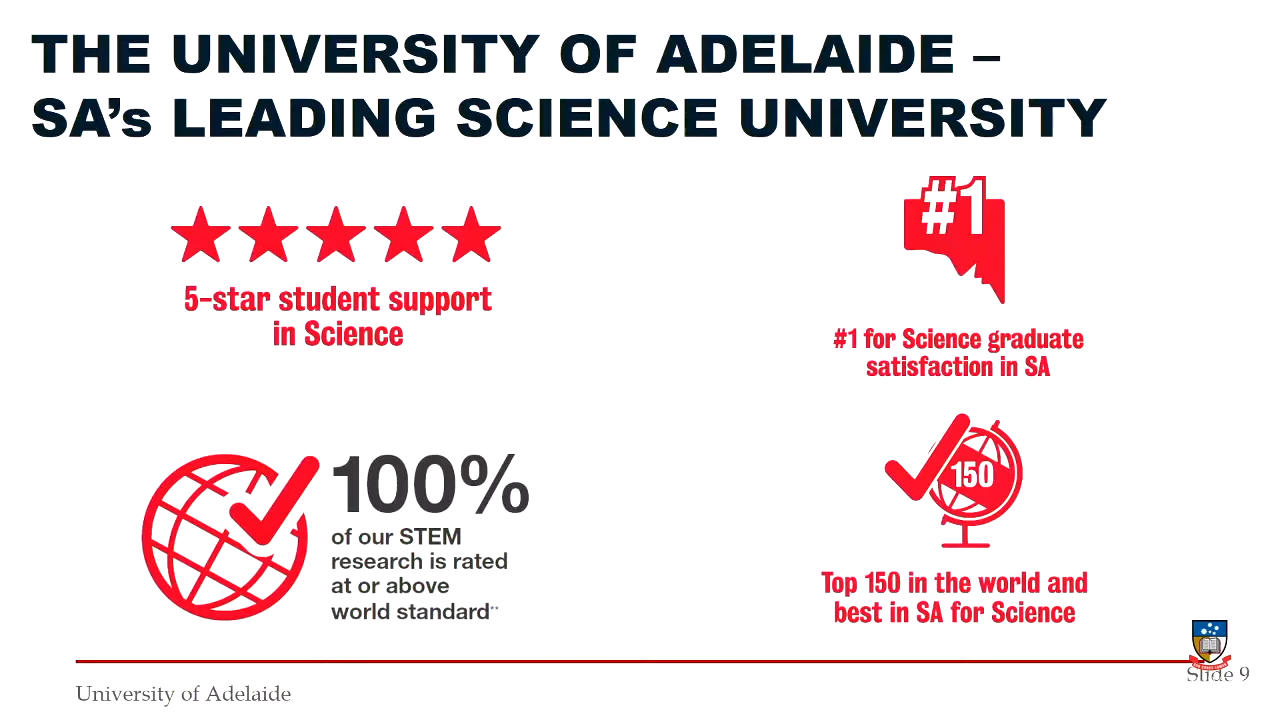 THE UNIVERSITY OF ADELAIDE –
SA's LEADING SCIENCE UNIVERSITY
5-star student support
in Science
#1
#1 for Science graduate
satisfaction in SA
100%
of our STEM
research is rated
at or above
world standard**
150
Top 150 in the world and
best in SA for Science
Slide 9
University of Adelaide